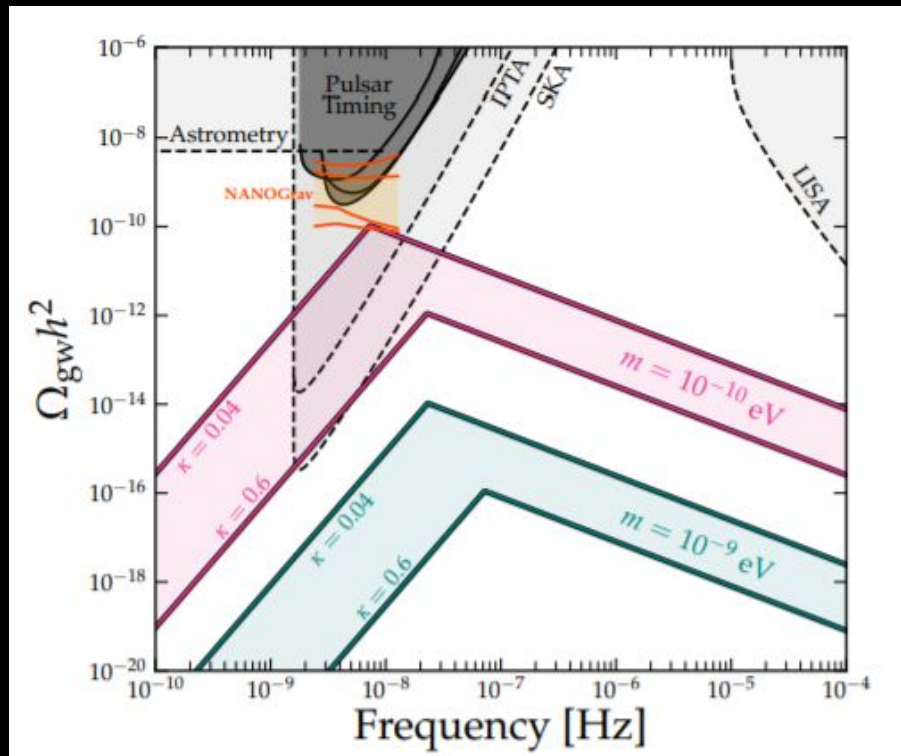 10⁻⁶
10⁻⁸
10⁻¹⁰
10⁻¹²
10⁻¹⁴
10⁻¹⁶
10⁻¹⁸
10⁻²⁰
Ω_gw h²
Pulsar
Timing
Astrometry
NANOGrav
IPTA
SKA
LISA
κ = 0.04
κ = 0.6
m = 10⁻¹⁰ eV
κ = 0.04
κ = 0.6
m = 10⁻⁹ eV
10⁻¹⁰ 10⁻⁹ 10⁻⁸ 10⁻⁷ 10⁻⁶ 10⁻⁵ 10⁻⁴
Frequency [Hz]